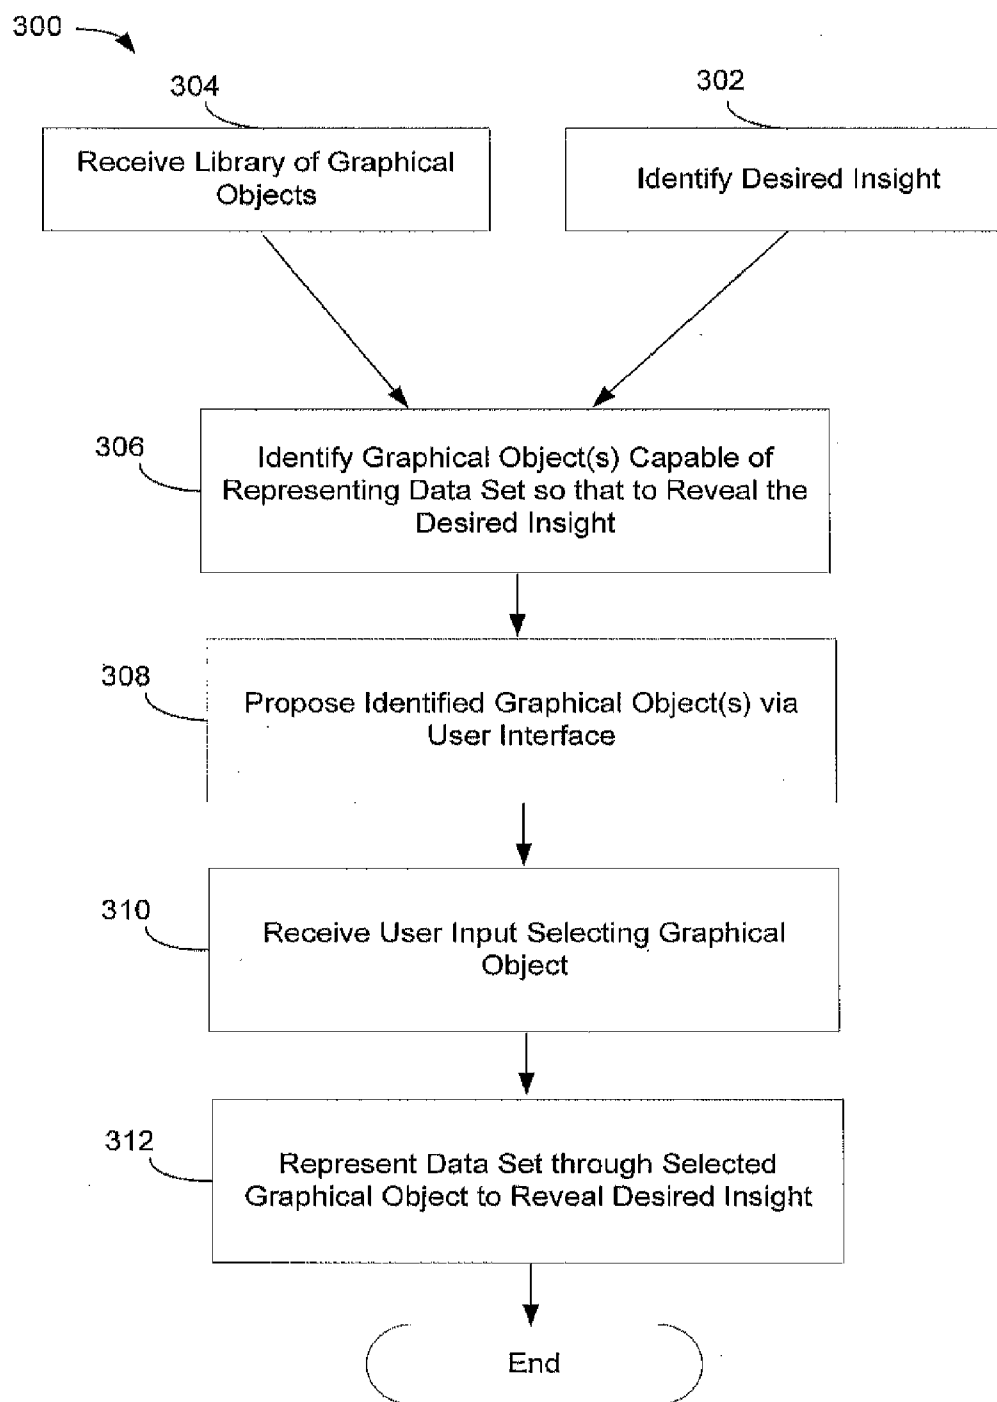 300
304
302
Receive Library of Graphical
Objects
Identify Desired Insight
306
Identify Graphical Object(s) Capable of
Representing Data Set so that to Reveal the
Desired Insight
308
Propose Identified Graphical Object(s) via
User Interface
310
Receive User Input Selecting Graphical
Object
312
Represent Data Set through Selected
Graphical Object to Reveal Desired Insight
End